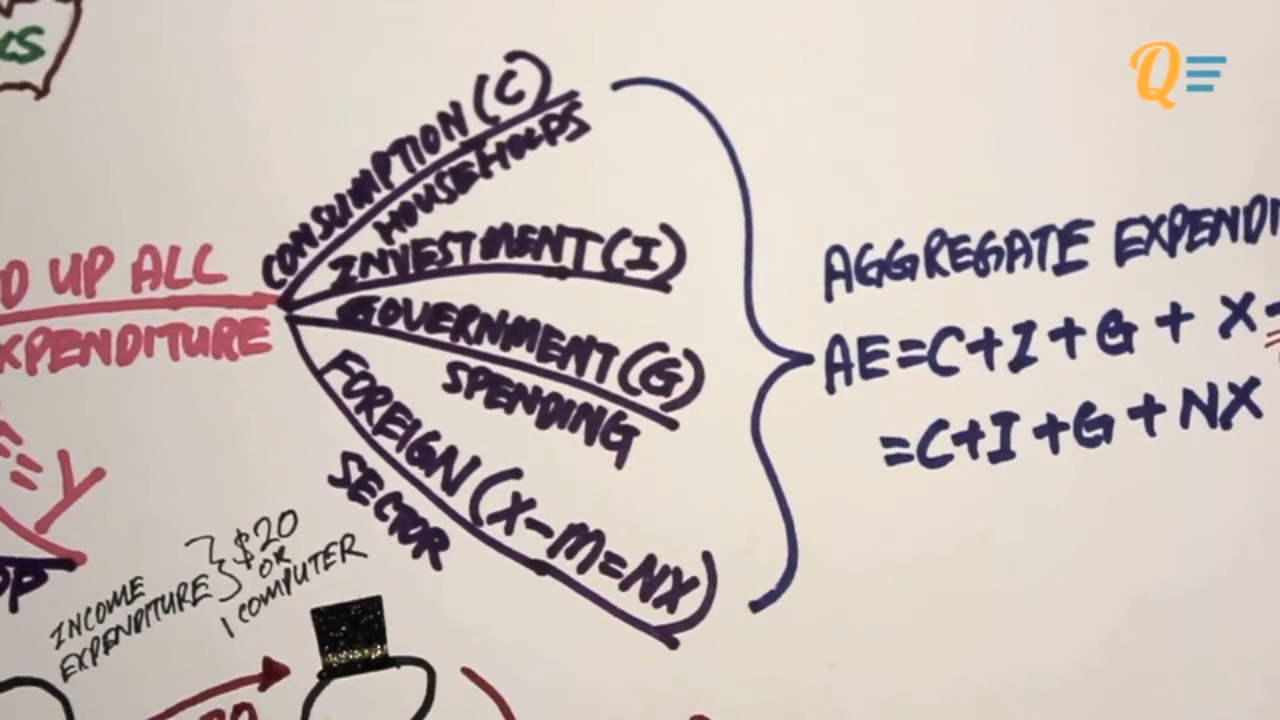 CS
D UP ALL
XPENDITURE
CONSUMPTION (C)
HOUSEHOLDS
INVESTMENT (I)
GOVERNMENT (G)
SPENDING
FOREIGN (X-M=NX)
SECTOR
AGGREGATE EXPENDI
AE=C+I+G+X-
=C+I+G+NX
=Y
INCOME
EXPENDITURE
} $20
OR
1 COMPUTER
Q